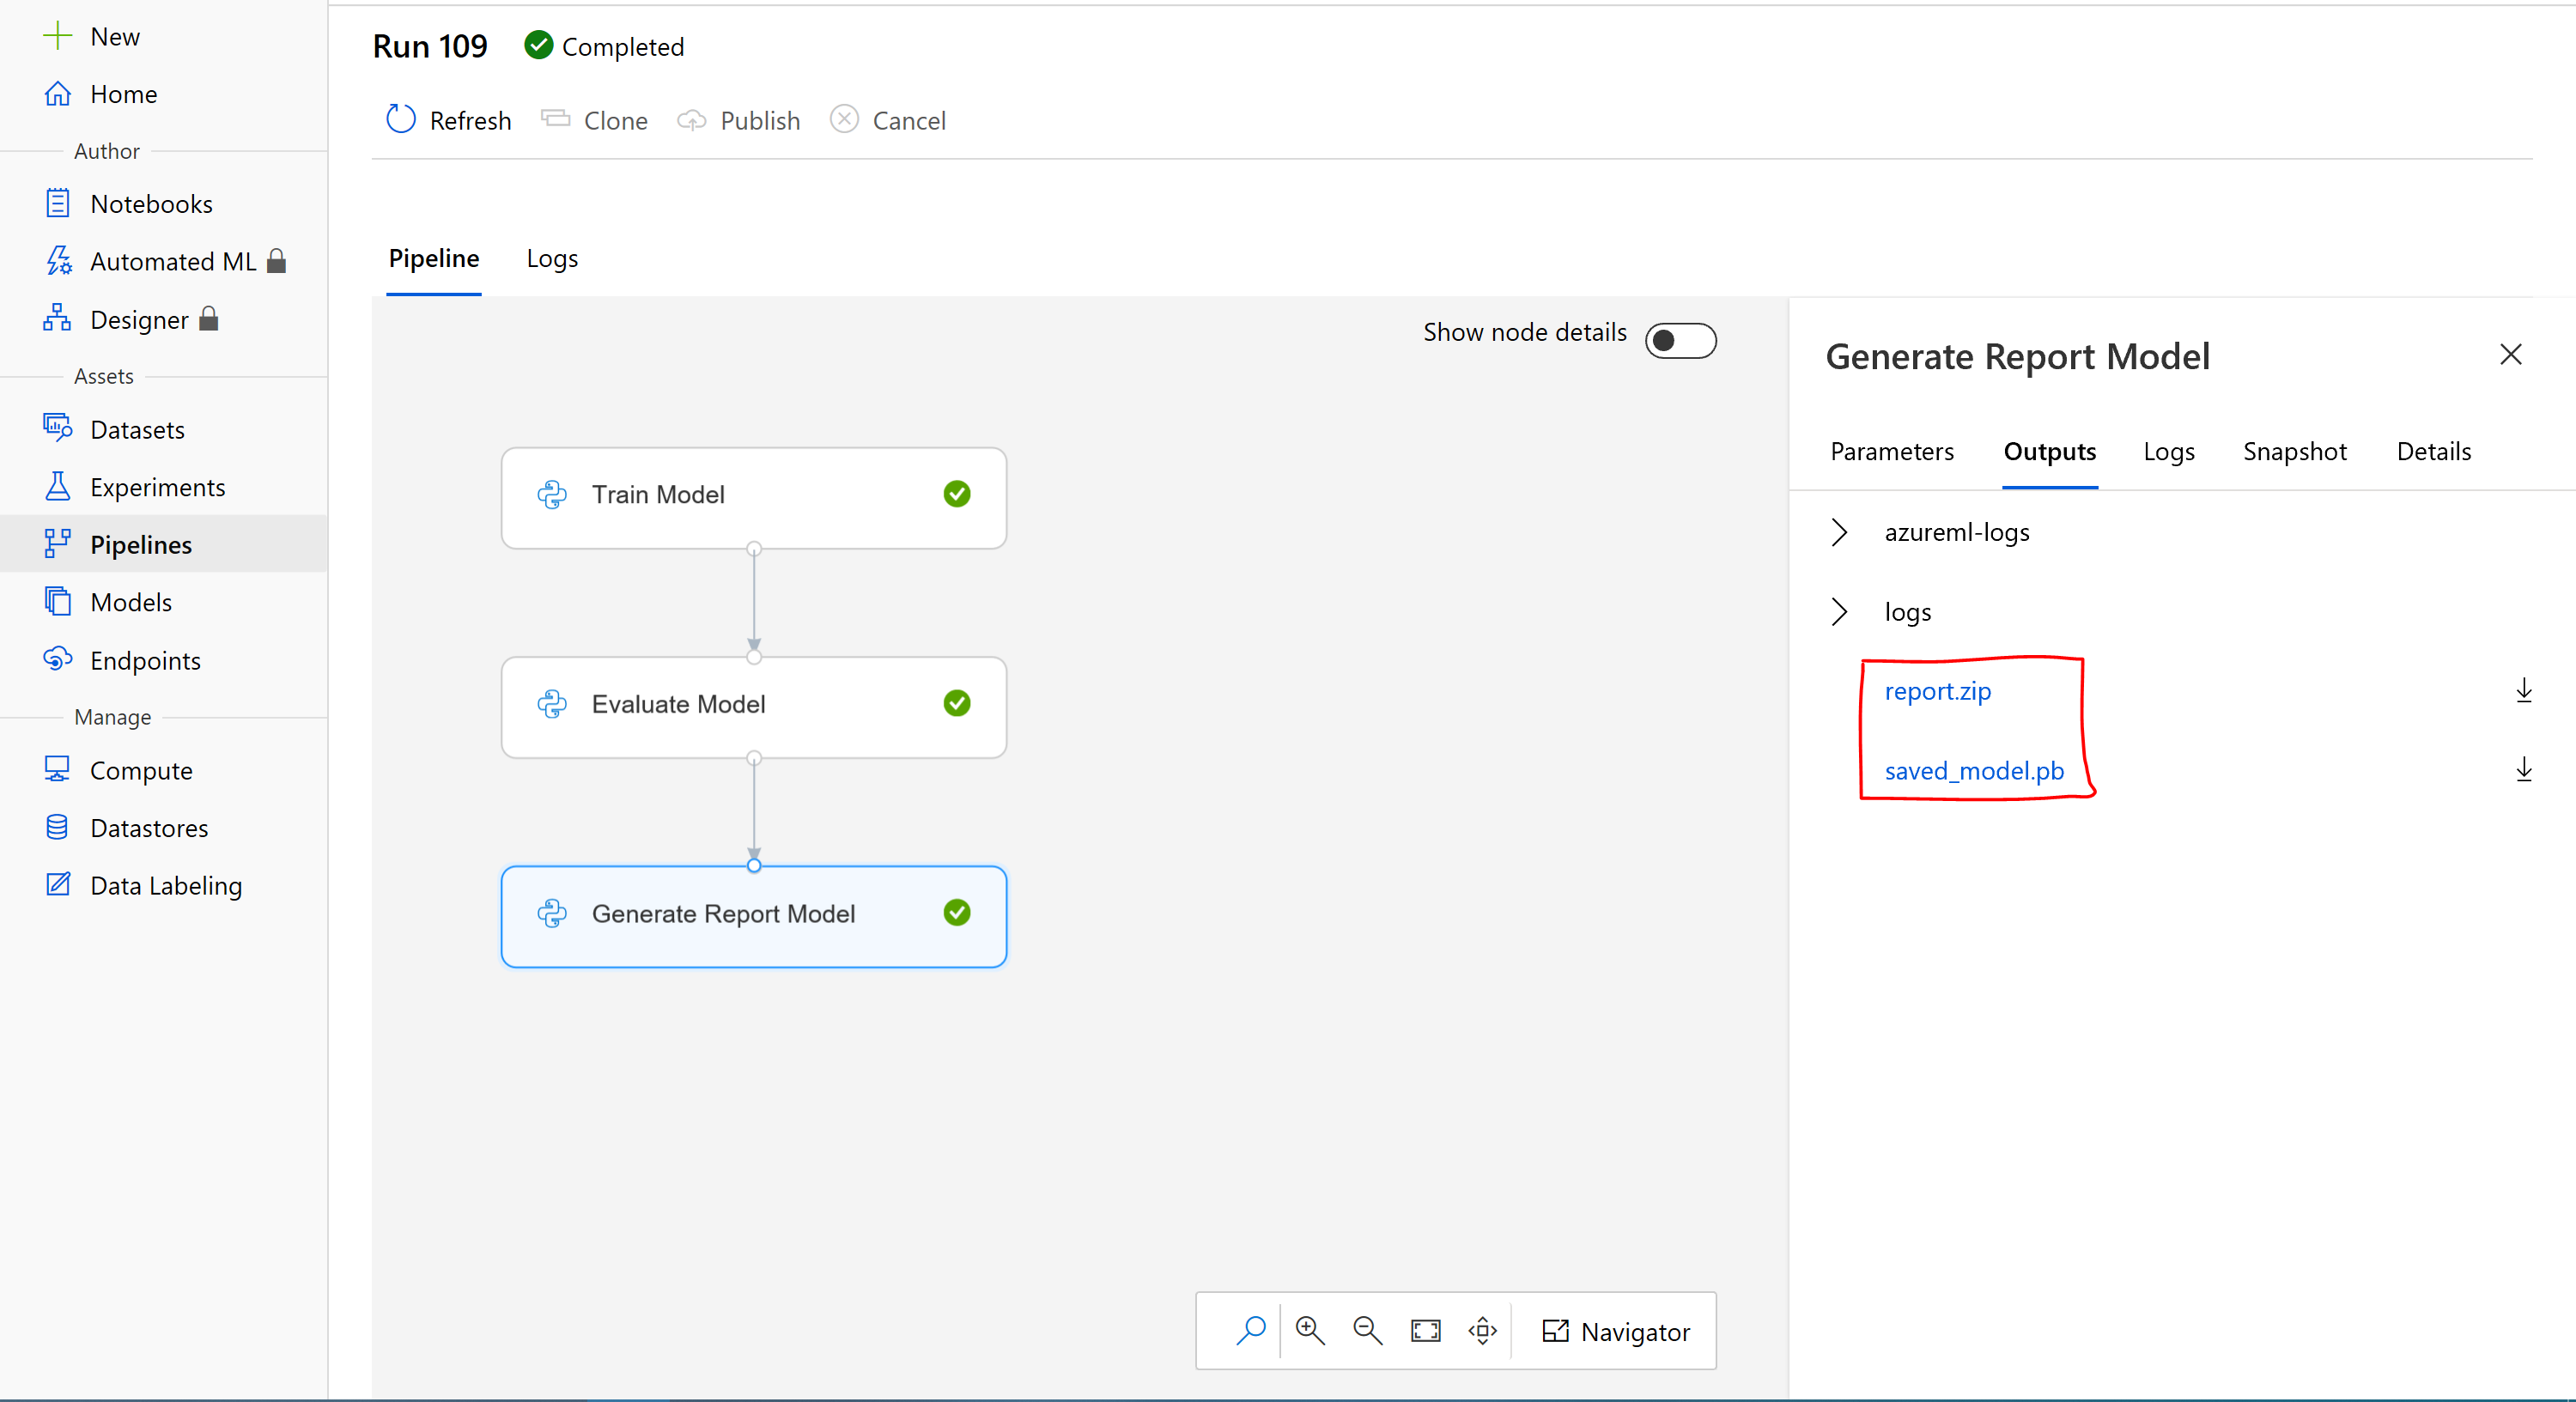 New
Home
Author
Notebooks
Automated ML
Designer
Assets
Datasets
Experiments
Pipelines
Models
Endpoints
Manage
Compute
Datastores
Data Labeling
Run 109 Completed
Refresh Clone Publish Cancel
Pipeline Logs
Show node details
Train Model
Evaluate Model
Generate Report Model
Navigator
Generate Report Model
Parameters Outputs Logs Snapshot Details
azureml-logs
logs
report.zip
saved_model.pb